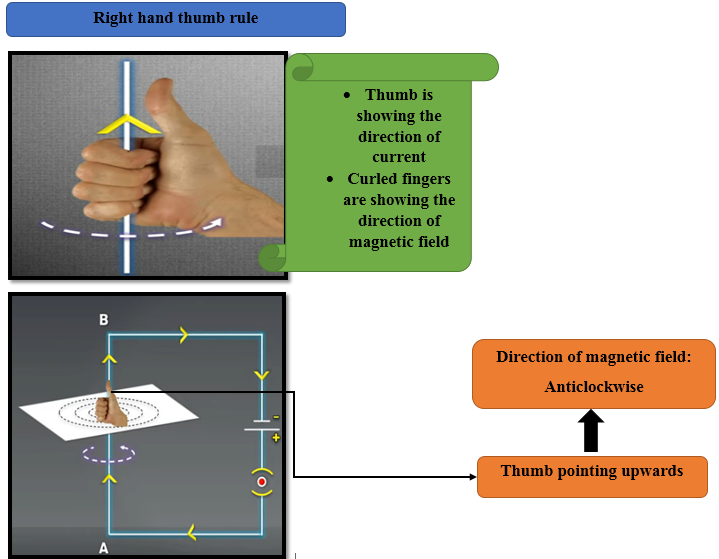 Right hand thumb rule
• Thumb is
showing the
direction of
current
• Curled fingers
are showing the
direction of
magnetic field
B
-
+
A
Direction of magnetic field:
Anticlockwise
Thumb pointing upwards